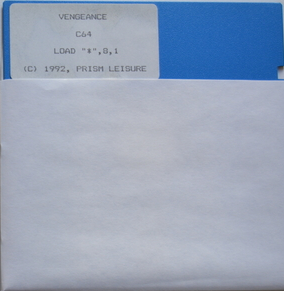 VENGEANCE
C64
LOAD "*",8,1
(C) 1992, PRISM LEISURE